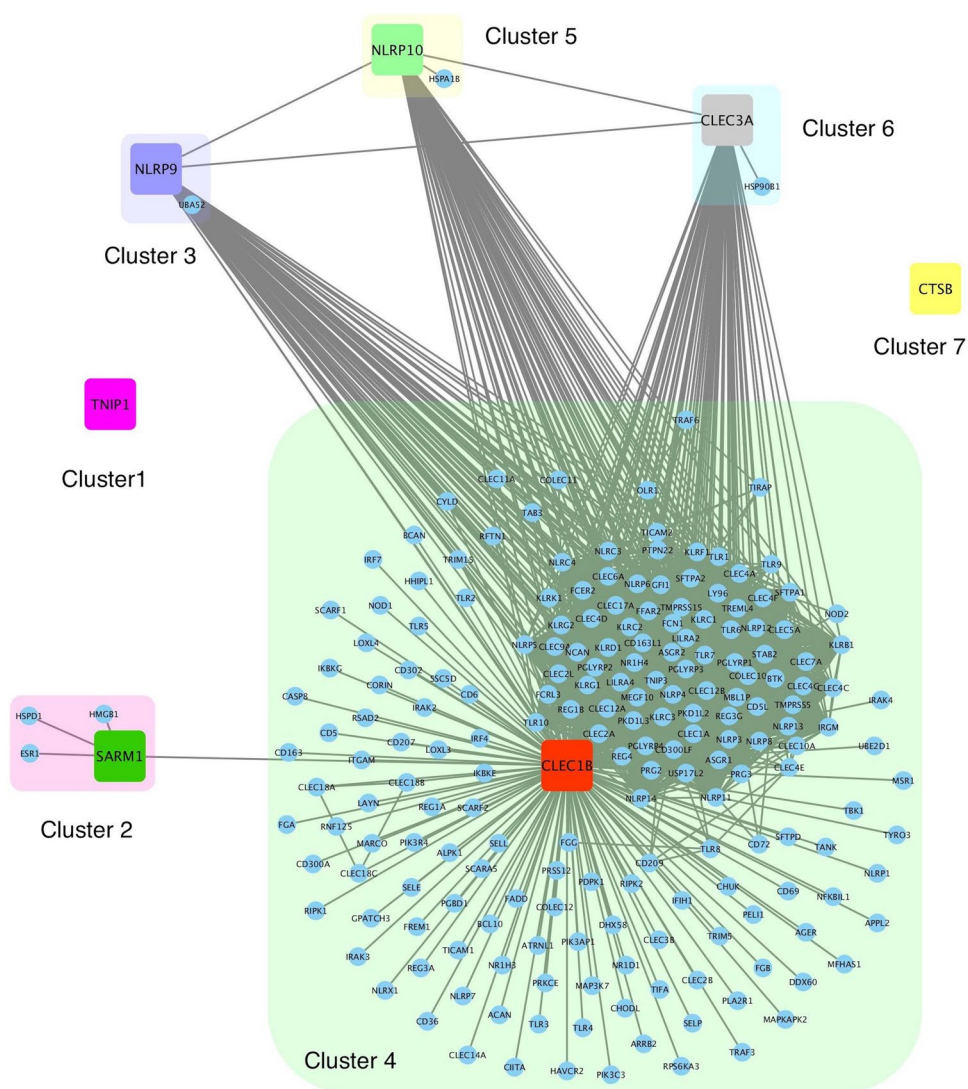 NLRP10
Cluster 5
HSPA1B
CLEC3A
Cluster 6
NLRP9
HSP90B1
UBA52
Cluster 3
CTSB
Cluster 7
TNIP1
Cluster1
TRAF6
CLEC11A
COLEC11
OLR1
TIRAP
CYLD
TAB3
TICAM2
BCAN
RFTN1
PTPN22
KLRF1
TLR1
NLRC3
IRF7
TRIM15
NLRC4
TLR9
HHIPL1
CLEC6A
NLRP6
GFI1
SFTPA2
CLEC4A
FCER2
LY96
CLEC4F
SFTPA1
NOD1
TLR2
KLRK1
CLEC17A
FFAR2
TMPRSS15
TREML4
NOD2
SCARF1
TLR5
KLRG2
CLEC4D
KLRC2
FCN1
KLRC1
TLR6
NLRP12
CLEC5A
NLRP5
CLEC9A
KLRD1
CD163L1
LILRA2
STAB2
KLRB1
LOXL4
NCAN
ASGR2
TLR7
PGLYRP1
CLEC7A
IKBKG
CD302
SSC5D
CLEC2L
PGLYRP2
NR1H4
PGLYRP3
COLEC10
BTK
CORIN
CD6
FCRL3
KLRG1
LILRA4
TNIP3
CLEC12B
CLEC4C
CASP8
IRAK2
MEGF10
NLRP4
MBL1P
IRAK4
RSAD2
REG1B
CLEC12A
KLRC3
PKD1L2
REG3G
CD5L
TMPRSS5
TLR10
PKD1L3
NLRP13
IRGM
HSPD1
HMGB1
CD5
CD207
IRF4
CLEC2A
CLEC1A
NLRP3
NLRP8
CLEC10A
UBE2D1
ESR1
SARM1
CD163
ITGAM
LOXL3
CLEC1B
REG4
PGLYRP4
CD300LF
ASGR1
CLEC4E
CLEC18A
CLEC18B
IKBKE
PRG2
USP17L2
PRG3
MSR1
Cluster 2
LAYN
REG1A
SCARF2
NLRP14
NLRP11
TBK1
FGA
RNF125
MARCO
PIK3R4
SELL
FGG
TLR8
CD72
SFTPD
TANK
TYRO3
CD300A
CLEC18C
ALPK1
SCARA5
PRSS12
CD209
NLRP1
RIPK1
SELE
PGBD1
FADD
PDPK1
RIPK2
CHUK
CD69
NFKBIL1
GPATCH3
FREM1
BCL10
COLEC12
IFIH1
PELI1
APPL2
DHX58
AGER
IRAK3
TICAM1
ATRNL1
PIK3AP1
CLEC3B
TRIM5
REG3A
NR1H3
NR1D1
FGB
MFHAS1
NLRX1
NLRP7
PRKCE
MAP3K7
TIFA
CLEC2B
DDX60
CD36
ACAN
CHODL
PLA2R1
TLR3
TLR4
SELP
MAPKAPK2
CLEC14A
ARRB2
TRAF3
Cluster 4
CIITA
HAVCR2
PIK3C3
RPS6KA3